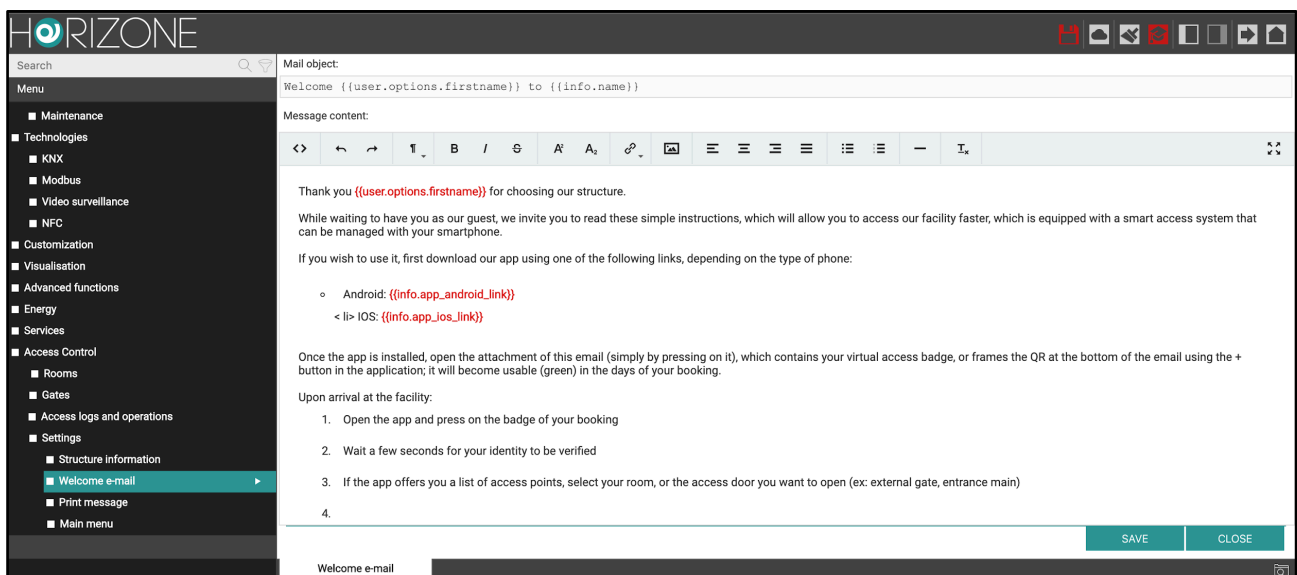 HORIZONE
Search
Menu
Maintenance
Technologies
KNX
Modbus
Video surveillance
NFC
Customization
Visualisation
Advanced functions
Energy
Services
Access Control
Rooms
Gates
Access logs and operations
Settings
Structure information
Welcome e-mail
Print message
Main menu
Mail object:
Welcome {{user.options.firstname}} to {{info.name}}
Message content:
Thank you {{user.options.firstname}} for choosing our structure.
While waiting to have you as our guest, we invite you to read these simple instructions, which will allow you to access our facility faster, which is equipped with a smart access system that
can be managed with your smartphone.
If you wish to use it, first download our app using one of the following links, depending on the type of phone:
Android: {{info.app_android_link}}
< li> IOS: {{info.app_ios_link}}
Once the app is installed, open the attachment of this email (simply by pressing on it), which contains your virtual access badge, or frames the QR at the bottom of the email using the +
button in the application; it will become usable (green) in the days of your booking.
Upon arrival at the facility:
1. Open the app and press on the badge of your booking
2. Wait a few seconds for your identity to be verified
3. If the app offers you a list of access points, select your room, or the access door you want to open (ex: external gate, entrance main)
4.
SAVE CLOSE
Welcome e-mail